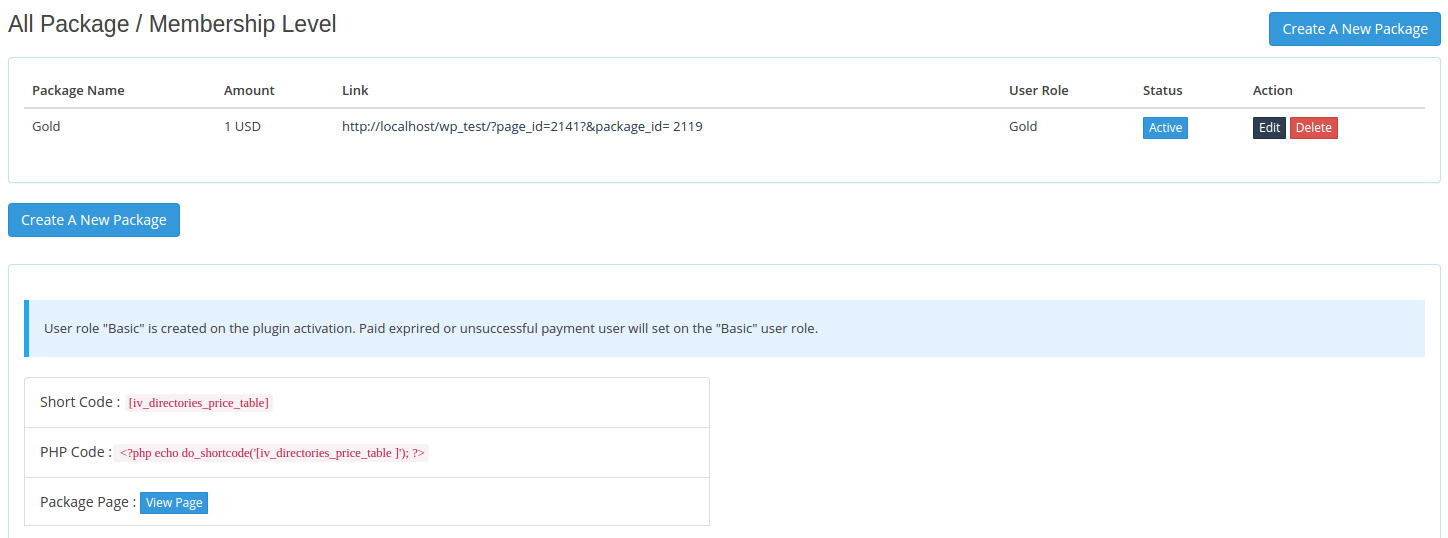 All Package / Membership Level
Create A New Package
Package Name Amount Link User Role Status Action
Gold 1 USD http://localhost/wp_test/?page_id=2141?&package_id= 2119 Gold Active Edit Delete
Create A New Package
User role "Basic" is created on the plugin activation. Paid exprired or unsuccessful payment user will set on the "Basic" user role.
Short Code : [iv_directories_price_table]
PHP Code : <?php echo do_shortcode('[iv_directories_price_table ]'); ?>
Package Page : View Page